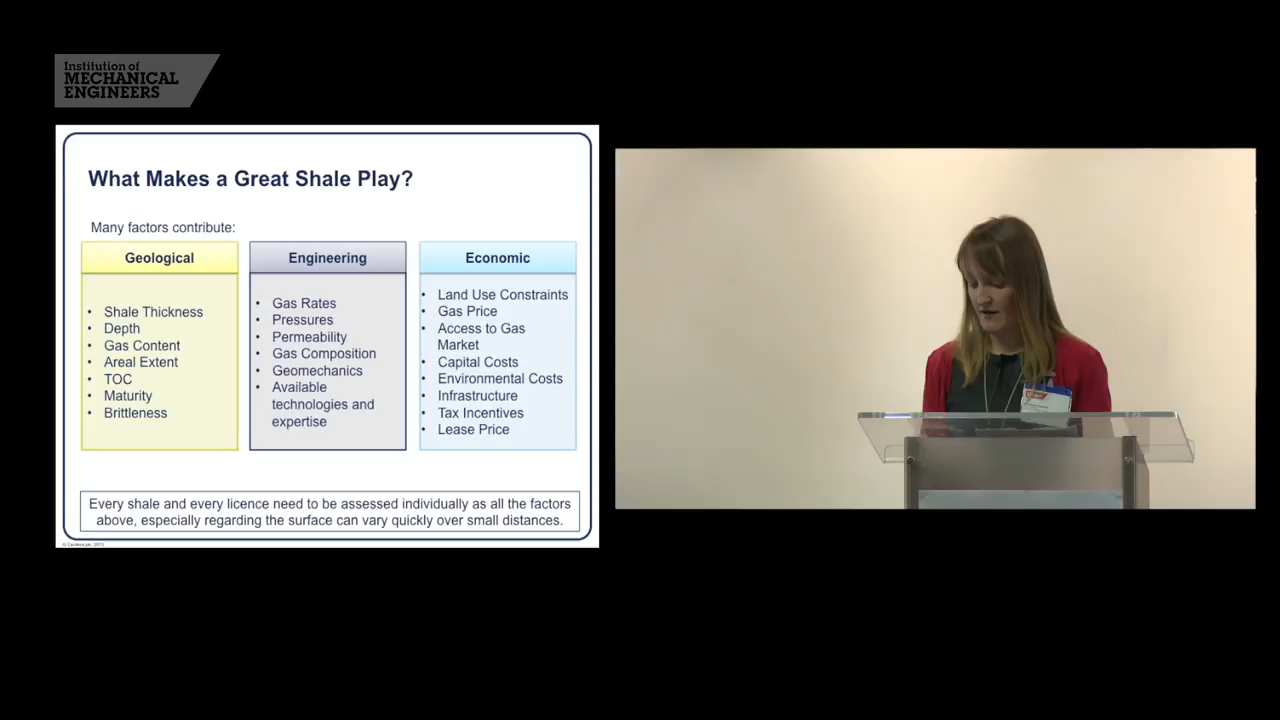 Institution of
MECHANICAL
ENGINEERS
What Makes a Great Shale Play?
Many factors contribute:
Geological
• Shale Thickness
• Depth
• Gas Content
• Areal Extent
• TOC
• Maturity
• Brittleness
Engineering
• Gas Rates
• Pressures
• Permeability
• Gas Composition
• Geomechanics
• Available
technologies and
expertise
Economic
• Land Use Constraints
• Gas Price
• Access to Gas
Market
• Capital Costs
• Environmental Costs
• Infrastructure
• Tax Incentives
• Lease Price
Every shale and every licence need to be assessed individually as all the factors
above, especially regarding the surface can vary quickly over small distances.